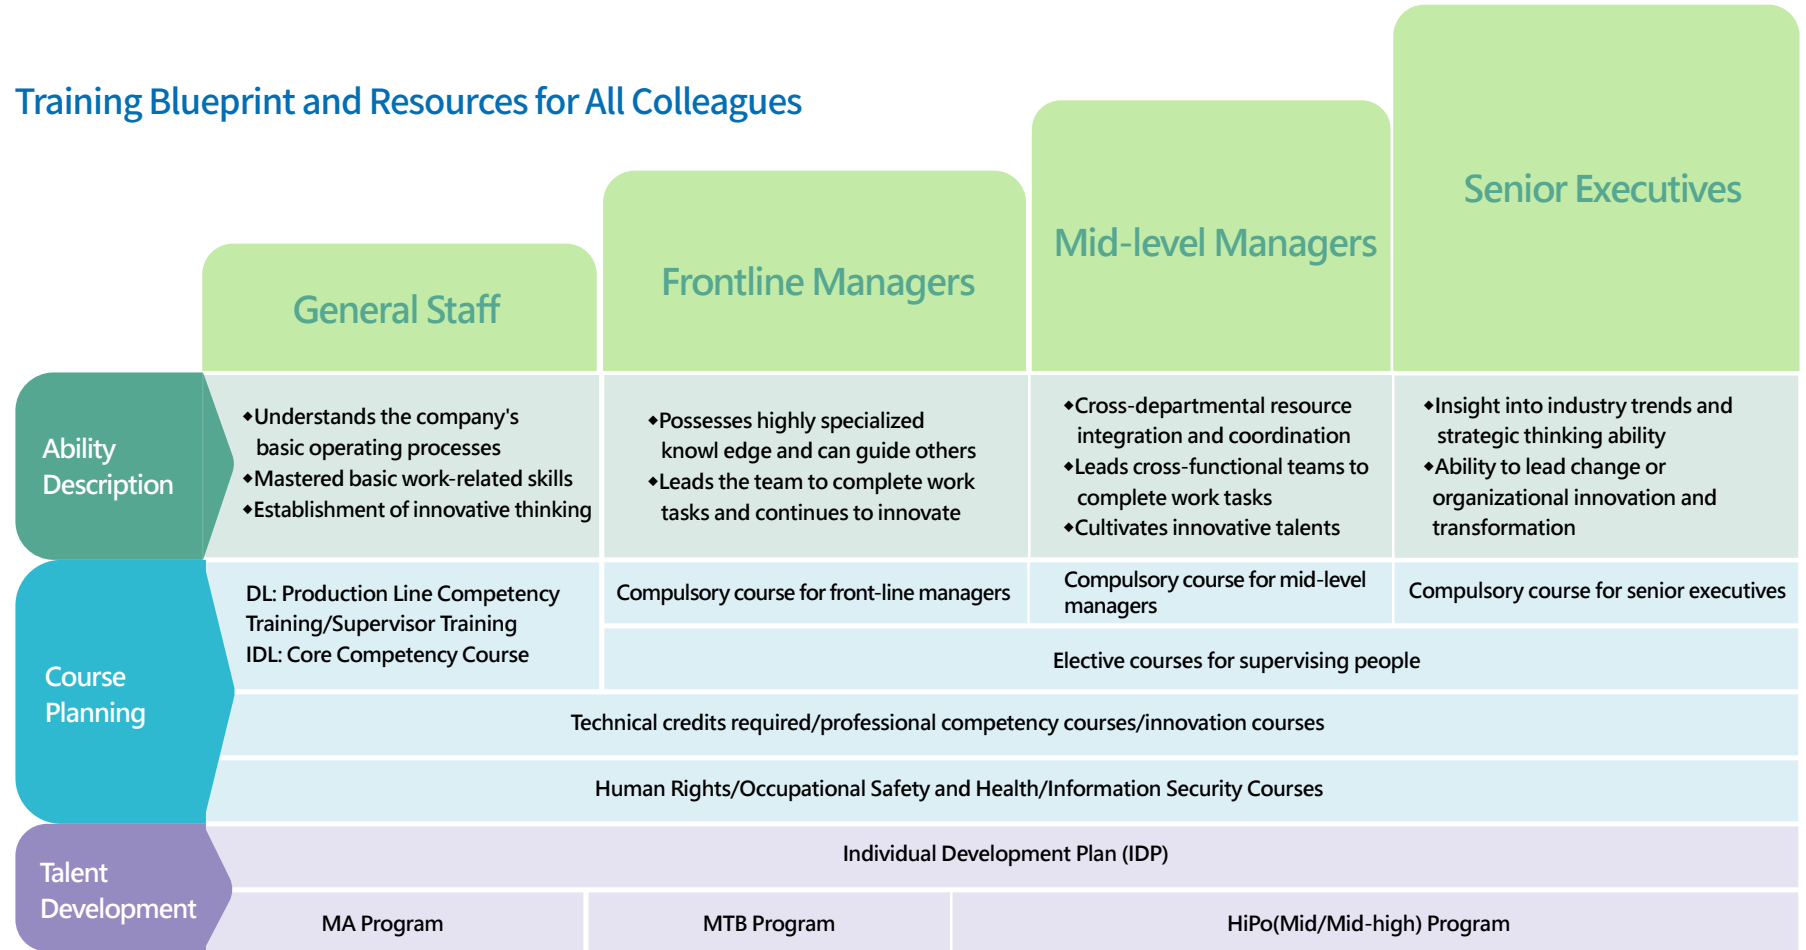 Training Blueprint and Resources for All Colleagues
General Staff
Frontline Managers
Mid-level Managers
Senior Executives
Ability
Description
◆Understands the company's
basic operating processes
◆Mastered basic work-related skills
◆Establishment of innovative thinking
◆Possesses highly specialized
knowl edge and can guide others
◆Leads the team to complete work
tasks and continues to innovate
◆Cross-departmental resource
integration and coordination
◆Leads cross-functional teams to
complete work tasks
◆Cultivates innovative talents
◆Insight into industry trends and
strategic thinking ability
◆Ability to lead change or
organizational innovation and
transformation
Course
Planning
DL: Production Line Competency
Training/Supervisor Training
IDL: Core Competency Course
Compulsory course for front-line managers
Compulsory course for mid-level
managers
Compulsory course for senior executives
Elective courses for supervising people
Technical credits required/professional competency courses/innovation courses
Human Rights/Occupational Safety and Health/Information Security Courses
Talent
Development
Individual Development Plan (IDP)
MA Program
MTB Program
HiPo(Mid/Mid-high) Program